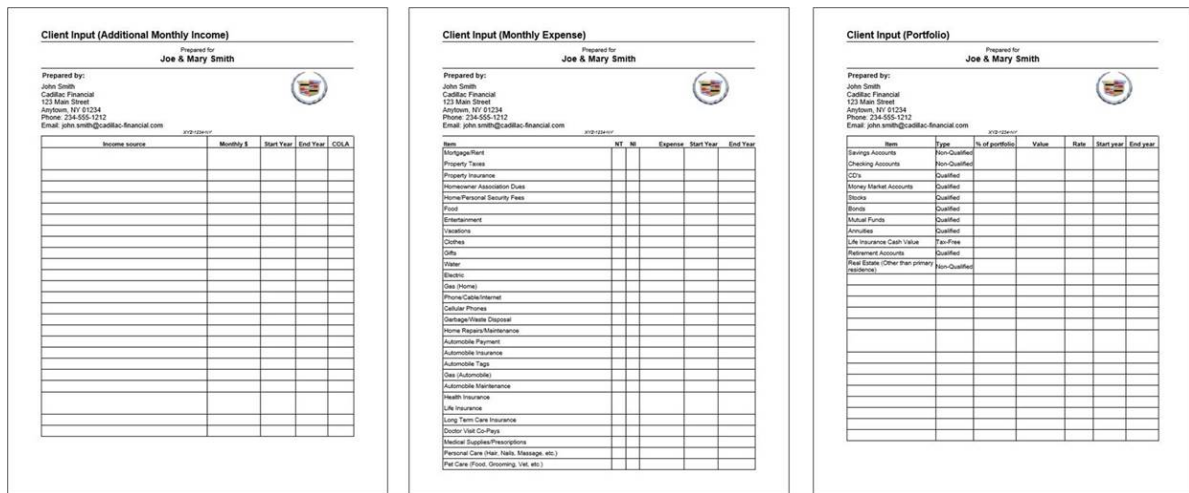 Client Input (Additional Monthly Income)
Prepared for
Joe & Mary Smith
Prepared by:
John Smith
Cadillac Financial
123 Main Street
Anytown, NY 01234
Phone: 234-555-1212
Email: john.smith@cadillac-financial.com
XYZ-1234-NY
Income source Monthly $ Start Year End Year COLA
Client Input (Monthly Expense)
Prepared for
Joe & Mary Smith
Prepared by:
John Smith
Cadillac Financial
123 Main Street
Anytown, NY 01234
Phone: 234-555-1212
Email: john.smith@cadillac-financial.com
XYZ-1234-NY
Item NT NI Expense Start Year End Year
Mortgage/Rent
Property Taxes
Property Insurance
Homeowner Association Dues
Home/Personal Security Fees
Food
Entertainment
Vacations
Clothes
Gifts
Water
Electric
Gas (Home)
Phone/Cable/Internet
Cellular Phones
Garbage/Waste Disposal
Home Repairs/Maintenance
Automobile Payment
Automobile Insurance
Automobile Tags
Gas (Automobile)
Automobile Maintenance
Health Insurance
Life Insurance
Long Term Care Insurance
Doctor Visit Co-Pays
Medical Supplies/Prescriptions
Personal Care (Hair, Nails, Massage, etc.)
Pet Care (Food, Grooming, Vet, etc.)
Client Input (Portfolio)
Prepared for
Joe & Mary Smith
Prepared by:
John Smith
Cadillac Financial
123 Main Street
Anytown, NY 01234
Phone: 234-555-1212
Email: john.smith@cadillac-financial.com
XYZ-1234-NY
Item Type % of portfolio Value Rate Start year End year
Savings Accounts Non-Qualified
Checking Accounts Non-Qualified
CD's Qualified
Money Market Accounts Qualified
Stocks Qualified
Bonds Qualified
Mutual Funds Qualified
Annuities Qualified
Life Insurance Cash Value Tax-Free
Retirement Accounts Qualified
Real Estate (Other than primary
residence) Non-Qualified